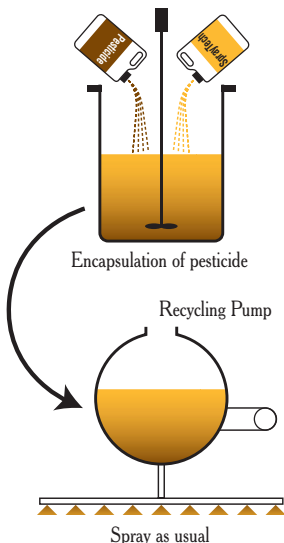 Pesticide
SprayTech
Encapsulation of pesticide
Recycling Pump
Spray as usual